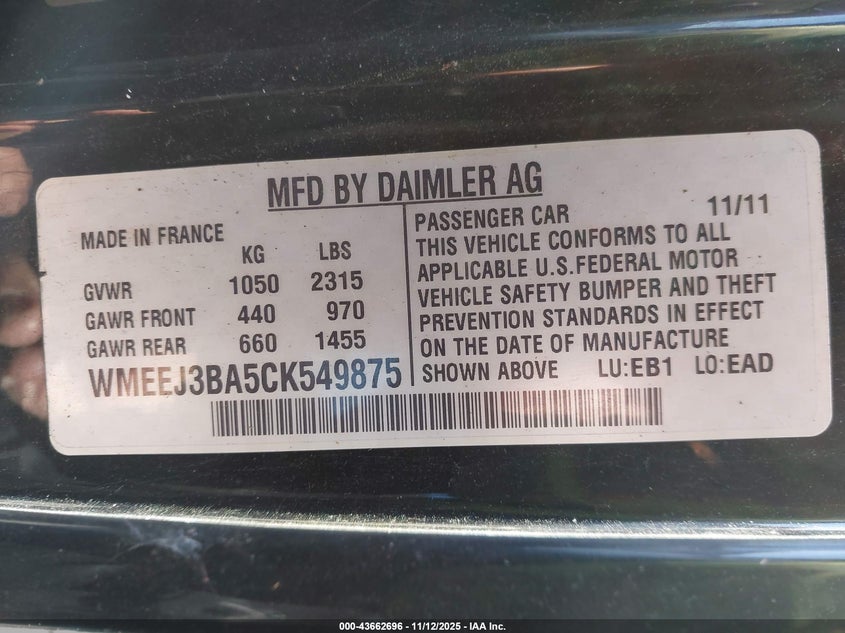 MFD BY DAIMLER AG
MADE IN FRANCE
KG LBS
GVWR 1050 2315
GAWR FRONT 440 970
GAWR REAR 660 1455
WMEEJ3BA5CK549875
PASSENGER CAR 11/11
THIS VEHICLE CONFORMS TO ALL
APPLICABLE U.S.FEDERAL MOTOR
VEHICLE SAFETY BUMPER AND THEFT
PREVENTION STANDARDS IN EFFECT
ON THE DATE OF MANUFACTURE
SHOWN ABOVE LU:EB1 LO:EAD
000-43662696 - 11/12/2025 - IAA Inc.